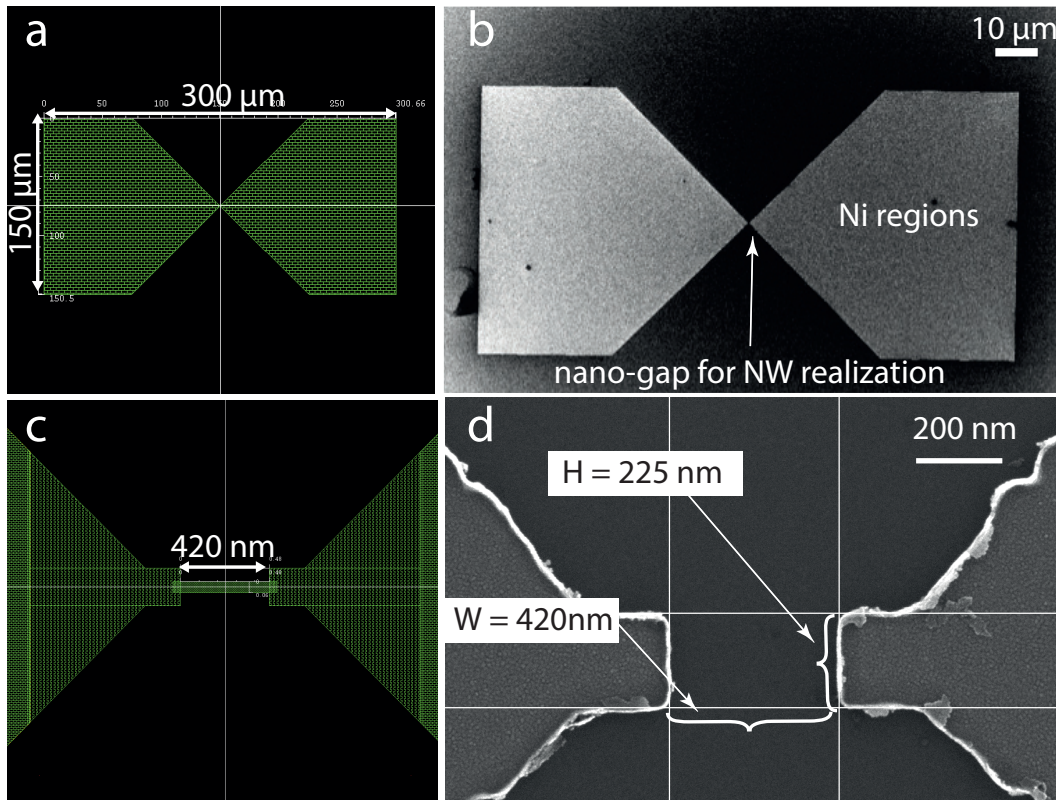 a
300 µm
0 50 100 150 200 250 300.66
150 µm
50
100
150.5
b
10 µm
Ni regions
nano-gap for NW realization
c
420 nm
d
200 nm
H = 225 nm
W = 420nm